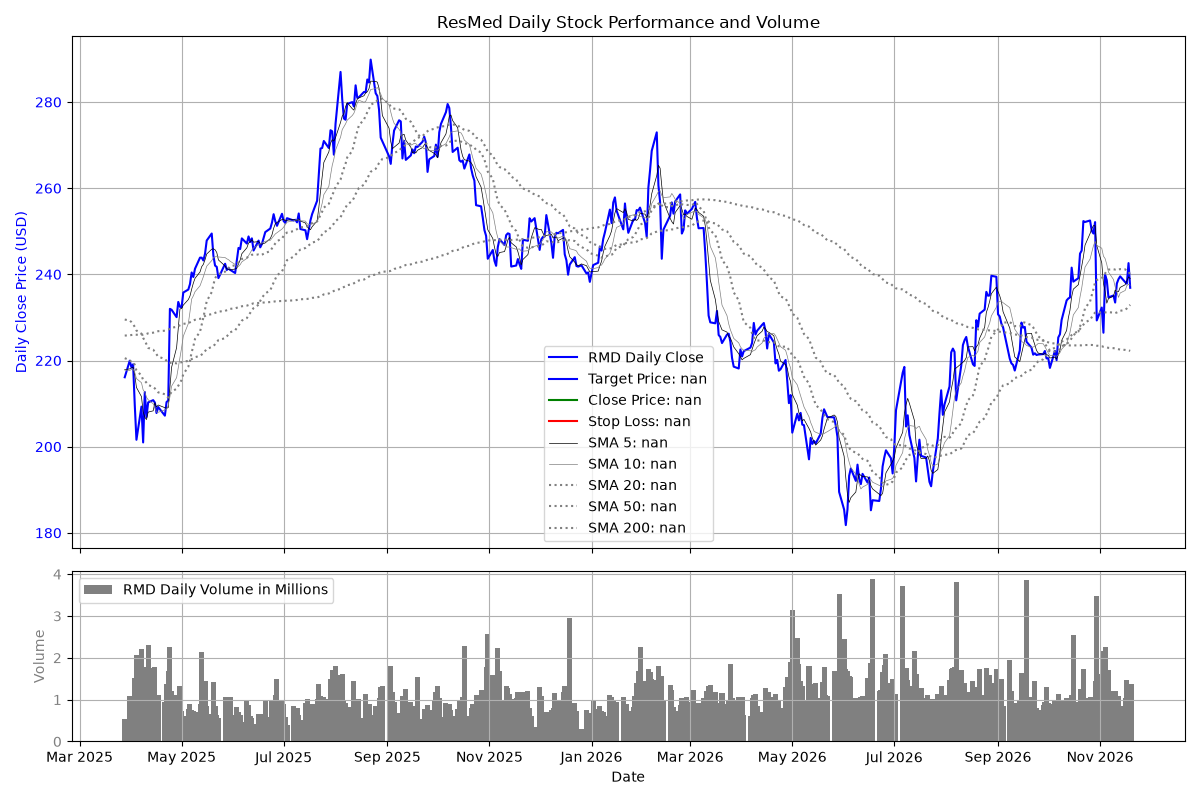 ResMed Daily Stock Performance and Volume
Daily Close Price (USD)
280
260
240
220
200
180
RMD Daily Close
Target Price: nan
Close Price: nan
Stop Loss: nan
SMA 5: nan
SMA 10: nan
SMA 20: nan
SMA 50: nan
SMA 200: nan
Volume
4
3
2
1
0
RMD Daily Volume in Millions
Mar 2025 May 2025 Jul 2025 Sep 2025 Nov 2025 Jan 2026 Mar 2026 May 2026 Jul 2026 Sep 2026 Nov 2026
Date